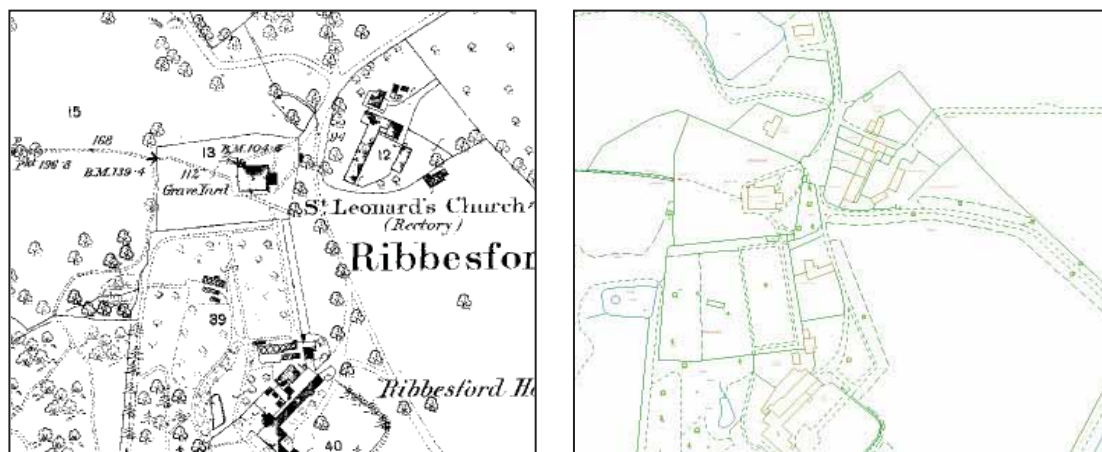 15
168
196·8
B.M.139·4
13
B.M.104·6
112
Grave Yard
94
12
St. Leonard's Church
(Rectory)
Ribbesfor
39
Ribbesford Ho
40